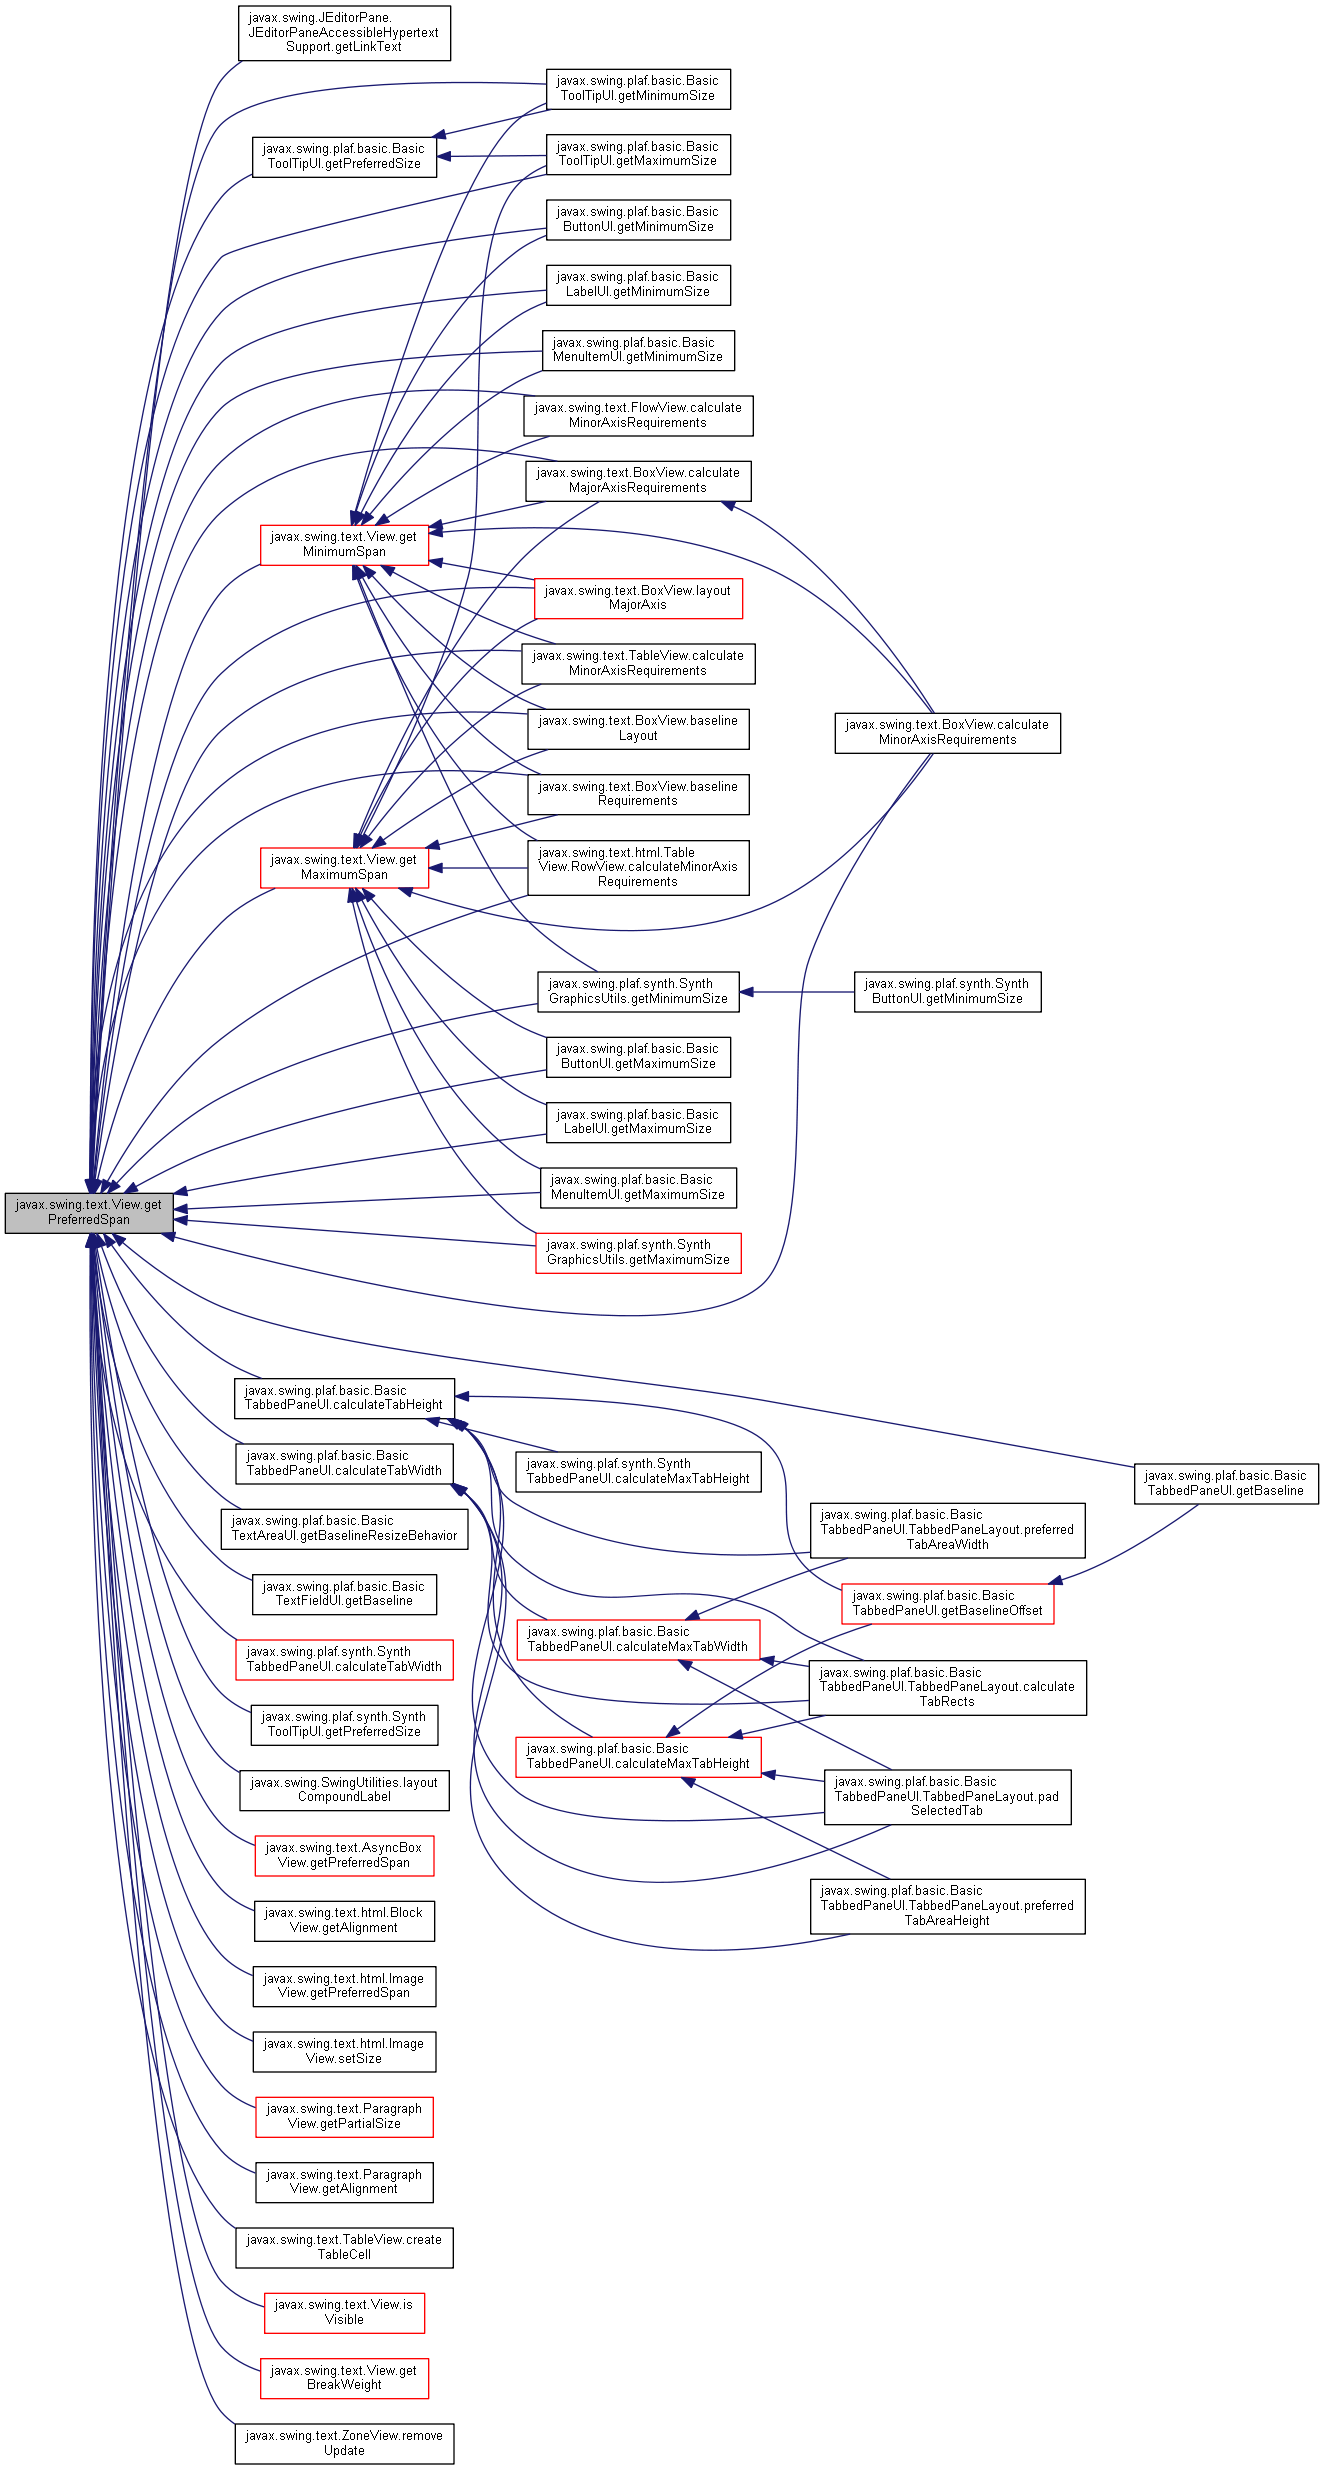 javax.swing.JEditorPane.
JEditorPaneAccessibleHypertext
Support.getLinkText
javax.swing.plaf.basic.Basic
ToolTipUI.getMinimumSize
javax.swing.plaf.basic.Basic
ToolTipUI.getPreferredSize
javax.swing.plaf.basic.Basic
ToolTipUI.getMaximumSize
javax.swing.plaf.basic.Basic
ButtonUI.getMinimumSize
javax.swing.plaf.basic.Basic
LabelUI.getMinimumSize
javax.swing.plaf.basic.Basic
MenuItemUI.getMinimumSize
javax.swing.text.FlowView.calculate
MinorAxisRequirements
javax.swing.text.BoxView.calculate
MajorAxisRequirements
javax.swing.text.View.get
MinimumSpan
javax.swing.text.BoxView.layout
MajorAxis
javax.swing.text.TableView.calculate
MinorAxisRequirements
javax.swing.text.BoxView.baseline
Layout
javax.swing.text.BoxView.calculate
MinorAxisRequirements
javax.swing.text.BoxView.baseline
Requirements
javax.swing.text.View.get
MaximumSpan
javax.swing.text.html.Table
View.RowView.calculateMinorAxis
Requirements
javax.swing.plaf.synth.Synth
GraphicsUtils.getMinimumSize
javax.swing.plaf.synth.Synth
ButtonUI.getMinimumSize
javax.swing.plaf.basic.Basic
ButtonUI.getMaximumSize
javax.swing.plaf.basic.Basic
LabelUI.getMaximumSize
javax.swing.plaf.basic.Basic
MenuItemUI.getMaximumSize
javax.swing.text.View.get
PreferredSpan
javax.swing.plaf.synth.Synth
GraphicsUtils.getMaximumSize
javax.swing.plaf.basic.Basic
TabbedPaneUI.calculateTabHeight
javax.swing.plaf.basic.Basic
TabbedPaneUI.calculateTabWidth
javax.swing.plaf.synth.Synth
TabbedPaneUI.calculateMaxTabHeight
javax.swing.plaf.basic.Basic
TabbedPaneUI.getBaseline
javax.swing.plaf.basic.Basic
TextAreaUI.getBaselineResizeBehavior
javax.swing.plaf.basic.Basic
TabbedPaneUI.TabbedPaneLayout.preferred
TabAreaWidth
javax.swing.plaf.basic.Basic
TextFieldUI.getBaseline
javax.swing.plaf.basic.Basic
TabbedPaneUI.getBaselineOffset
javax.swing.plaf.synth.Synth
TabbedPaneUI.calculateTabWidth
javax.swing.plaf.basic.Basic
TabbedPaneUI.calculateMaxTabWidth
javax.swing.plaf.basic.Basic
TabbedPaneUI.TabbedPaneLayout.calculate
TabRects
javax.swing.plaf.synth.Synth
ToolTipUI.getPreferredSize
javax.swing.plaf.basic.Basic
TabbedPaneUI.calculateMaxTabHeight
javax.swing.SwingUtilities.layout
CompoundLabel
javax.swing.plaf.basic.Basic
TabbedPaneUI.TabbedPaneLayout.pad
SelectedTab
javax.swing.text.AsyncBox
View.getPreferredSpan
javax.swing.text.html.Block
View.getAlignment
javax.swing.plaf.basic.Basic
TabbedPaneUI.TabbedPaneLayout.preferred
TabAreaHeight
javax.swing.text.html.Image
View.getPreferredSpan
javax.swing.text.html.Image
View.setSize
javax.swing.text.Paragraph
View.getPartialSize
javax.swing.text.Paragraph
View.getAlignment
javax.swing.text.TableView.create
TableCell
javax.swing.text.View.is
Visible
javax.swing.text.View.get
BreakWeight
javax.swing.text.ZoneView.remove
Update